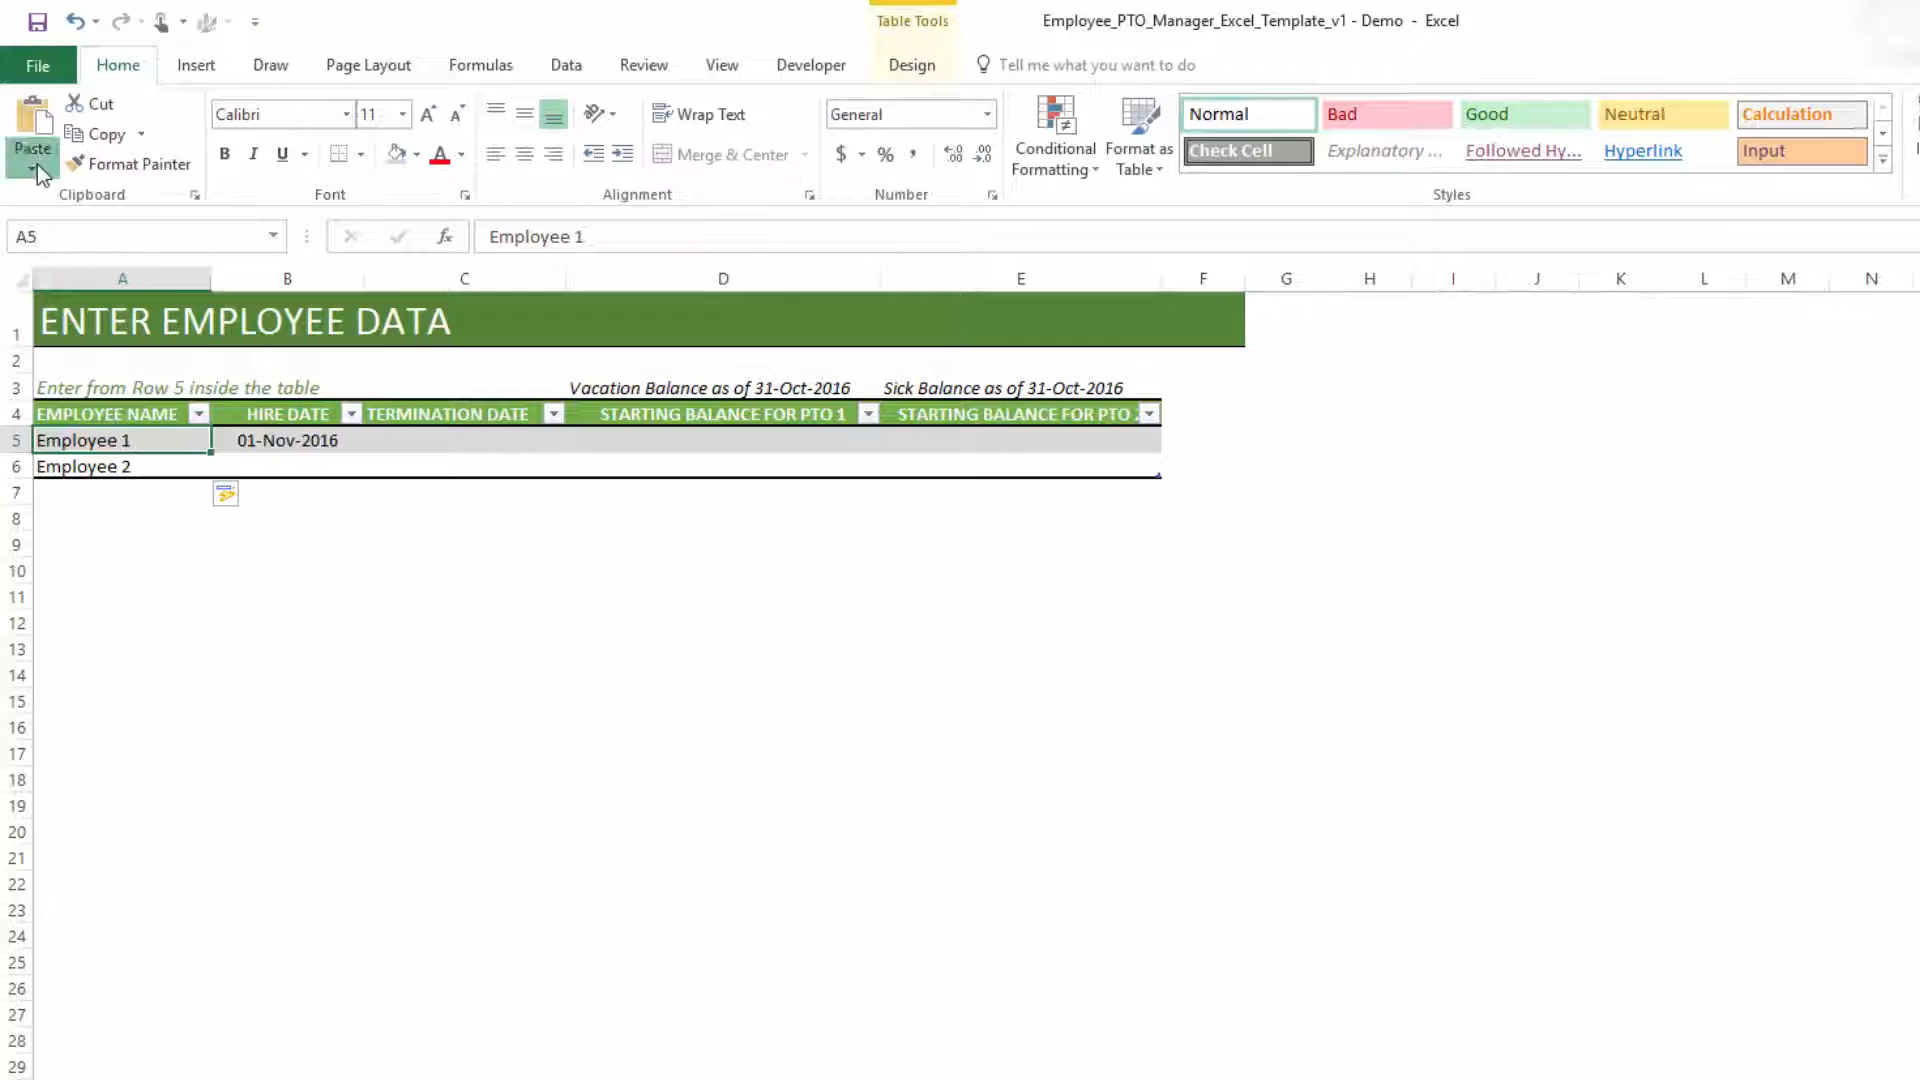 Table Tools
Employee_PTO_Manager_Excel_Template_v1 - Demo - Excel
File Home Insert Draw Page Layout Formulas Data Review View Developer Design Tell me what you want to do
Paste
Cut
Copy
Format Painter
Clipboard
Calibri 11
B I U A
Font
Wrap Text
Merge & Center
Alignment
General
$ % , .0 .00
Number
Conditional Formatting
Format as Table
Normal Bad Good Neutral Calculation
Check Cell Explanatory ... Followed Hy... Hyperlink Input
Styles
A5 fx Employee 1
A B C D E F G H I J K L M N
1 ENTER EMPLOYEE DATA
2
3 Enter from Row 5 inside the table Vacation Balance as of 31-Oct-2016 Sick Balance as of 31-Oct-2016
4 EMPLOYEE NAME HIRE DATE TERMINATION DATE STARTING BALANCE FOR PTO 1 STARTING BALANCE FOR PTO
5 Employee 1 01-Nov-2016
6 Employee 2
7
8
9
10
11
12
13
14
15
16
17
18
19
20
21
22
23
24
25
26
27
28
29